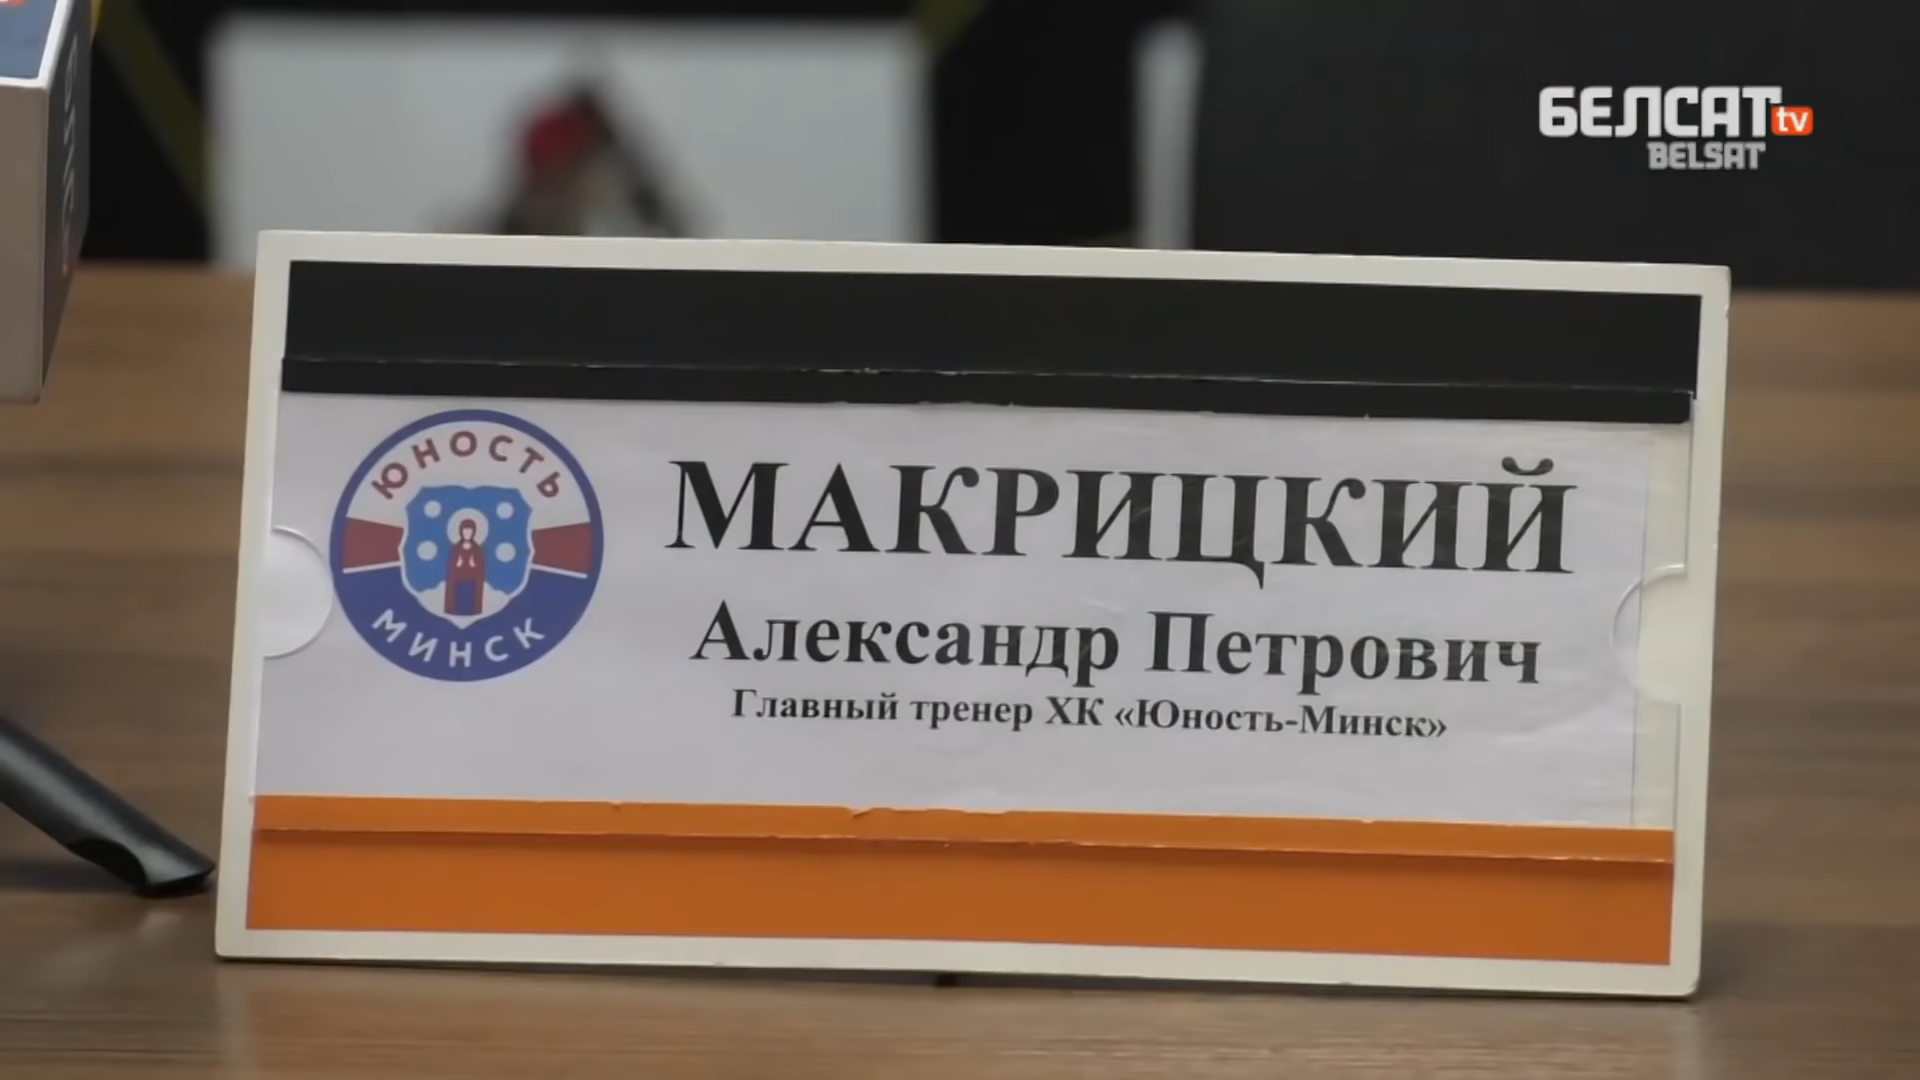 БЕЛСАТ tv
BELSAT
ЮНОСТЬ
МИНСК
МАКРИЦКИЙ
Александр Петрович
Главный тренер ХК «Юность-Минск»